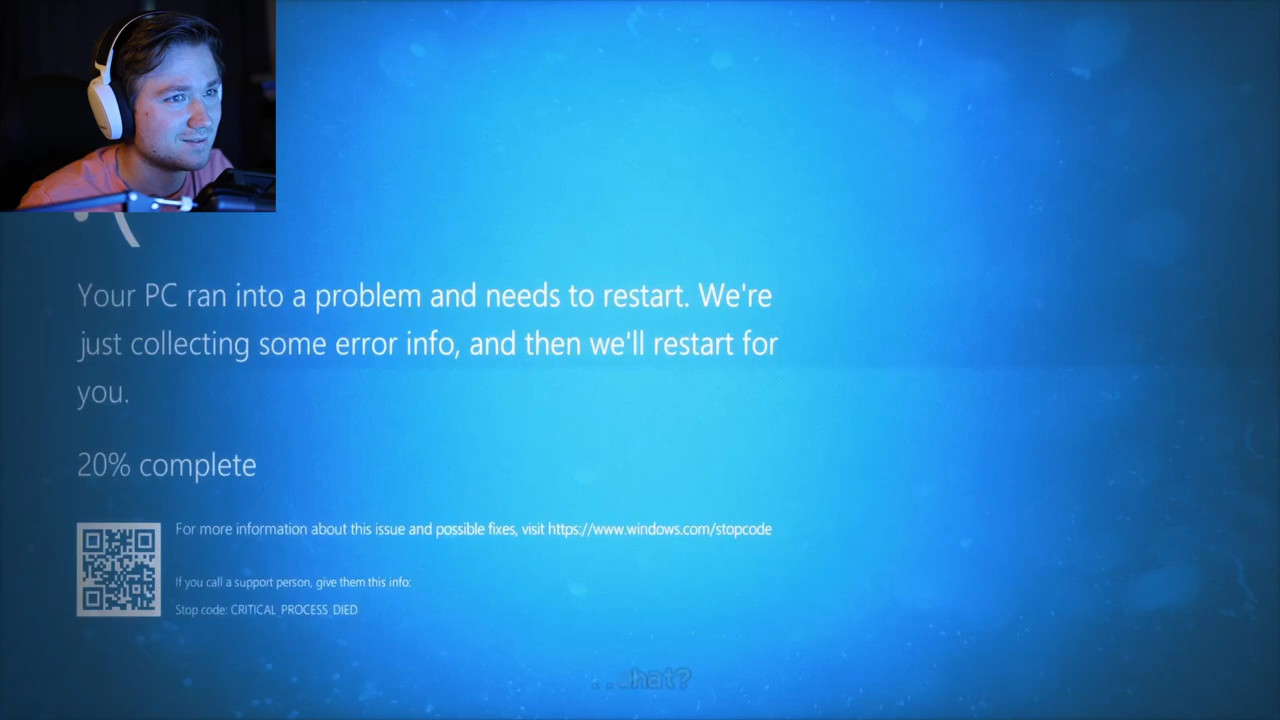 :(
Your PC ran into a problem and needs to restart. We're
just collecting some error info, and then we'll restart for
you.
20% complete
For more information about this issue and possible fixes, visit https://www.windows.com/stopcode
If you call a support person, give them this info:
Stop code: CRITICAL_PROCESS_DIED